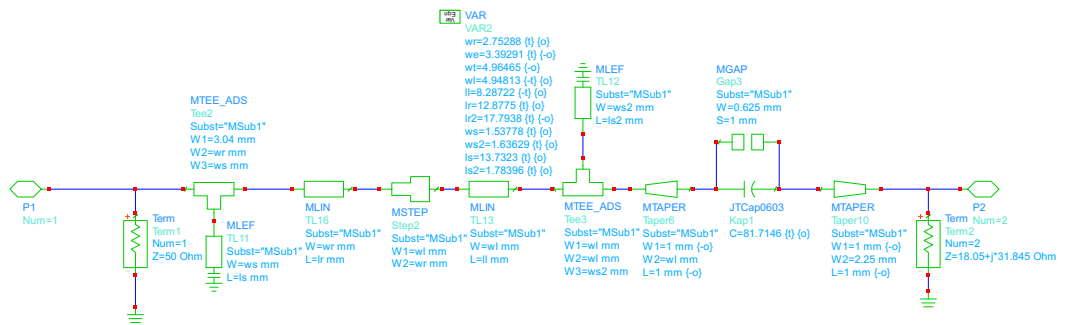 Var
Eqn
VAR
VAR2
wr=2.75288 {t} {o}
we=3.39291 {t} {-o}
wt=4.96465 {-o}
wl=4.94813 {-t} {o}
ll=8.28722 {-t} {o}
lr=12.8775 {t} {o}
lr2=17.7938 {t} {-o}
ws=1.53778 {t} {o}
ws2=1.63629 {t} {o}
ls=13.7323 {t} {o}
ls2=1.78396 {t} {o}
P1
Num=1
+
Term
Term1
Num=1
Z=50 Ohm
-
MTEE_ADS
Tee2
Subst="MSub1"
W1=3.04 mm
W2=wr mm
W3=ws mm
MLEF
TL11
Subst="MSub1"
W=ws mm
L=ls mm
MLIN
TL16
Subst="MSub1"
W=wr mm
L=lr mm
MSTEP
Step2
Subst="MSub1"
W1=wl mm
W2=wr mm
MLIN
TL13
Subst="MSub1"
W=wl mm
L=ll mm
MLEF
TL12
Subst="MSub1"
W=ws2 mm
L=ls2 mm
MTEE_ADS
Tee3
Subst="MSub1"
W1=wl mm
W2=wl mm
W3=ws2 mm
MTAPER
Taper6
Subst="MSub1"
W1=1 mm {-o}
W2=wl mm
L=1 mm {-o}
MGAP
Gap3
Subst="MSub1"
W=0.625 mm
S=1 mm
JTCap0603
Kap1
C=81.7146 {t} {o}
MTAPER
Taper10
Subst="MSub1"
W1=1 mm {-o}
W2=2.25 mm
L=1 mm {-o}
+
Term
Term2
Num=2
Z=18.05+j*31.845 Ohm
-
P2
Num=2